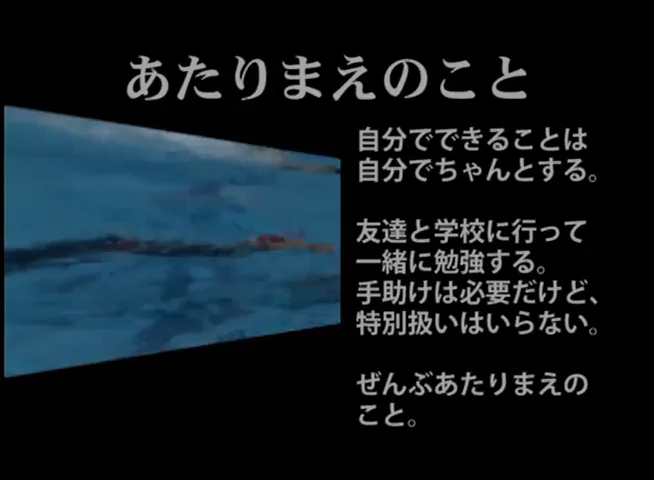 あたりまえのこと
自分でできることは
自分でちゃんとする。
友達と学校に行って
一緒に勉強する。
手助けは必要だけど、
特別扱いはいらない。
ぜんぶあたりまえの
こと。